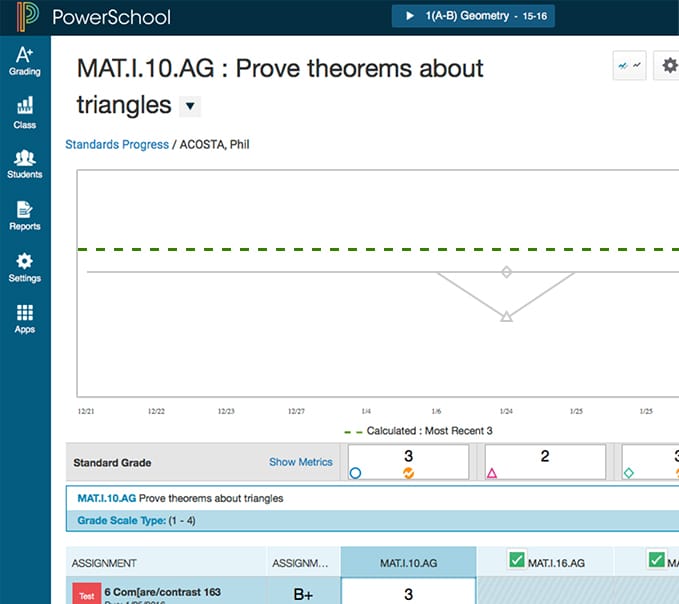 PowerSchool
1(A-B) Geometry - 15-16
A+
Grading
Class
Students
Reports
Settings
Apps
MAT.I.10.AG : Prove theorems about
triangles
Standards Progress / ACOSTA, Phil
12/21 12/22 12/23 12/27 1/4 1/6 1/24 1/25 1/25
Calculated : Most Recent 3
Standard Grade Show Metrics 3 2
MAT.I.10.AG Prove theorems about triangles
Grade Scale Type: (1 - 4)
ASSIGNMENT ASSIGNM... MAT.I.10.AG MAT.I.16.AG
Test 6 Com[are/contrast 163 B+ 3